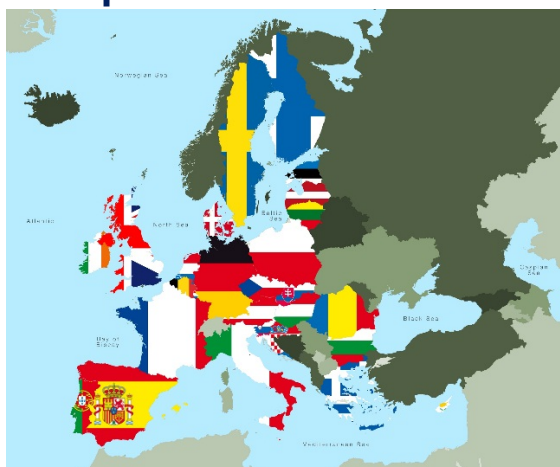 Norwegian Sea
Atlantic
North Sea
Baltic
Sea
Caspian
Sea
Black Sea
Bay of
Biscay
Mediterranean Sea